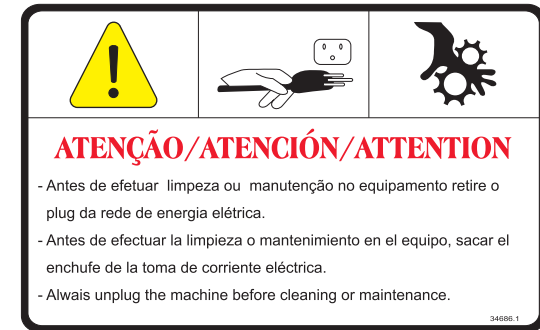 ATENÇÃO/ATENCIÓN/ATTENTION
- Antes de efetuar limpeza ou manutenção no equipamento retire o
plug da rede de energia elétrica.
- Antes de efectuar la limpieza o mantenimiento en el equipo, sacar el
enchufe de la toma de corriente eléctrica.
- Alwais unplug the machine before cleaning or maintenance.
34686.1